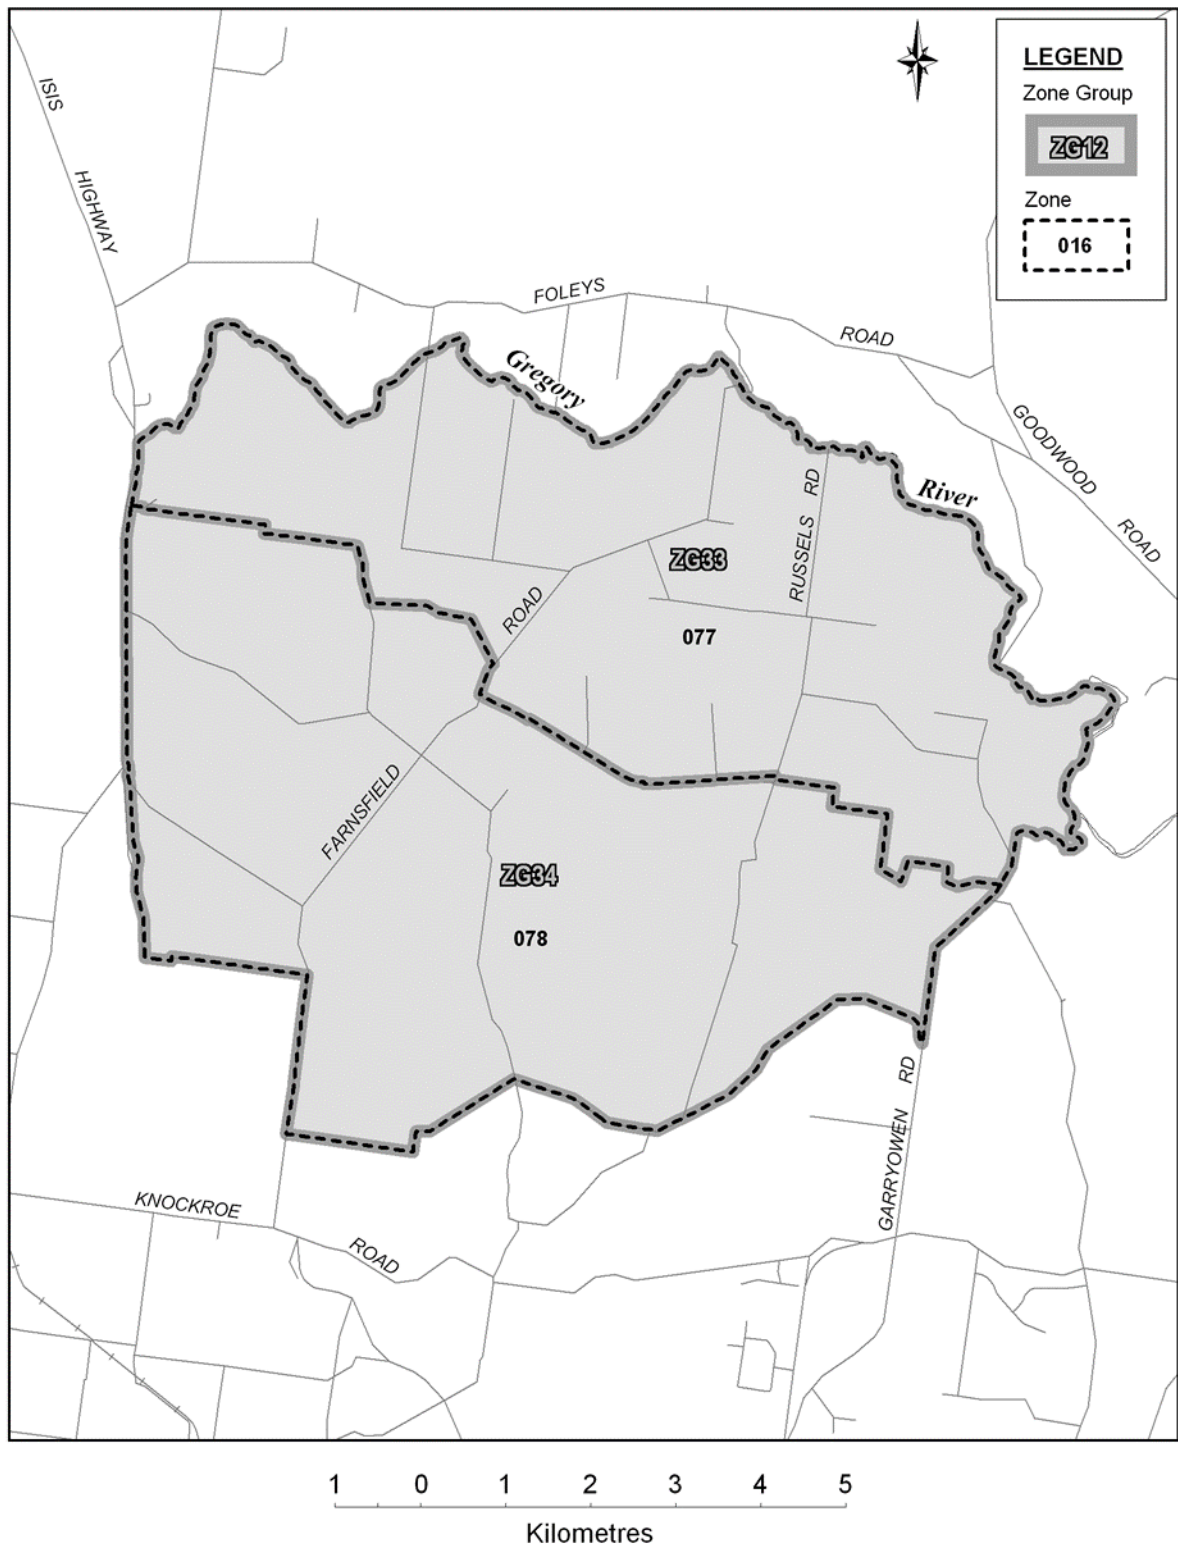 LEGEND
Zone Group
ZG12
Zone
016
ISIS
HIGHWAY
FOLEYS
ROAD
Gregory
GOODWOOD
ROAD
River
RUSSELS RD
ZG33
ROAD
077
FARNSFIELD
ZG34
078
GARRYOWEN RD
KNOCKROE
ROAD
1 0 1 2 3 4 5
Kilometres